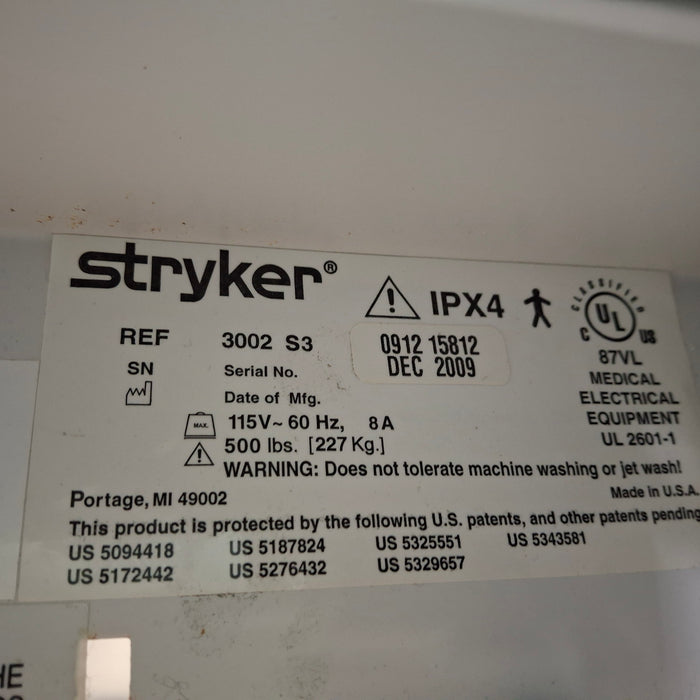 stryker®
IPX4
CLASSIFIED
C UL US
REF 3002 S3
0912 15812
SN Serial No.
DEC 2009
87VL
Date of Mfg.
MEDICAL
ELECTRICAL
EQUIPMENT
UL 2601-1
MAX. 115V~ 60 Hz, 8A
500 lbs. [227 Kg.]
WARNING: Does not tolerate machine washing or jet wash!
Portage, MI 49002
Made in U.S.A.
This product is protected by the following U.S. patents, and other patents pending
US 5094418 US 5187824 US 5325551 US 5343581
US 5172442 US 5276432 US 5329657
HE